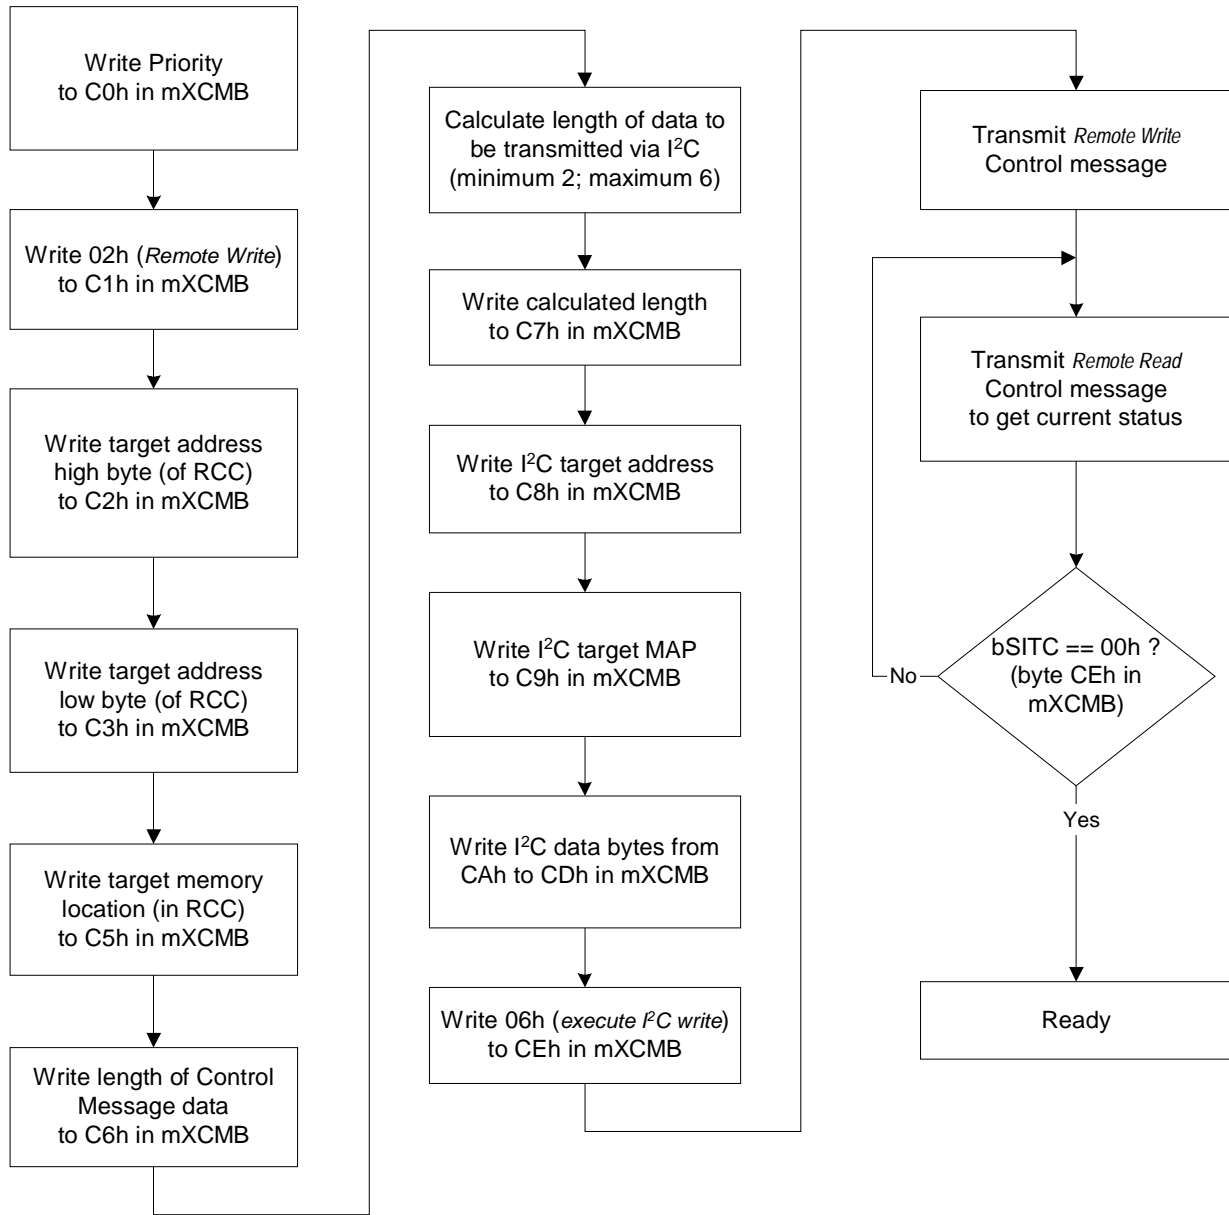 Write Priority
to C0h in mXCMB
Write 02h (Remote Write)
to C1h in mXCMB
Write target address
high byte (of RCC)
to C2h in mXCMB
Write target address
low byte (of RCC)
to C3h in mXCMB
Write target memory
location (in RCC)
to C5h in mXCMB
Write length of Control
Message data
to C6h in mXCMB
Calculate length of data to
be transmitted via I²C
(minimum 2; maximum 6)
Write calculated length
to C7h in mXCMB
Write I²C target address
to C8h in mXCMB
Write I²C target MAP
to C9h in mXCMB
Write I²C data bytes from
CAh to CDh in mXCMB
Write 06h (execute I²C write)
to CEh in mXCMB
Transmit Remote Write
Control message
Transmit Remote Read
Control message
to get current status
bSITC == 00h ?
(byte CEh in
mXCMB)
No
Yes
Ready